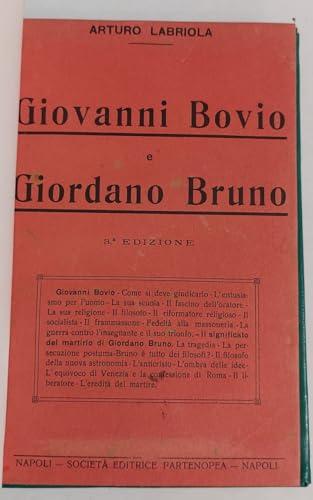 ARTURO LABRIOLA
Giovanni Bovio
e
Giordano Bruno
3.ª EDIZIONE
Giovanni Bovio - Come si deve giudicarlo - L'entusia-
smo per l'uomo - La sua scuola - Il fascino dell'oratore -
La sua religione - Il filosofo - Il riformatore religioso - Il
socialista - Il frammassone - Fedeltà alla massoneria - La
guerra contro l'insegnante e il suo trionfo. - Il significato
del martirio di Giordano Bruno. La tragedia - La per-
secuzione postuma - Bruno è tutto dei filosofi? - Il filosofo
della nuova astronomia - L'anticristo - L'ombra delle idee -
L'equivoco di Venezia e la confessione di Roma - Il li-
beratore - L'eredità del martire.
NAPOLI — SOCIETÀ EDITRICE PARTENOPEA — NAPOLI